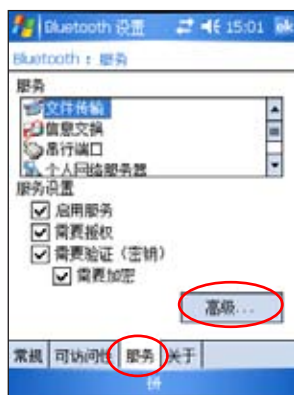 Bluetooth 设置 15:01 ok
Bluetooth : 服务
服务
文件传输
信息交换
串行端口
个人网络服务器
服务设置
启用服务
需要授权
需要验证（密钥）
需要加密
高级...
常规 可访问性 服务 关于
拼